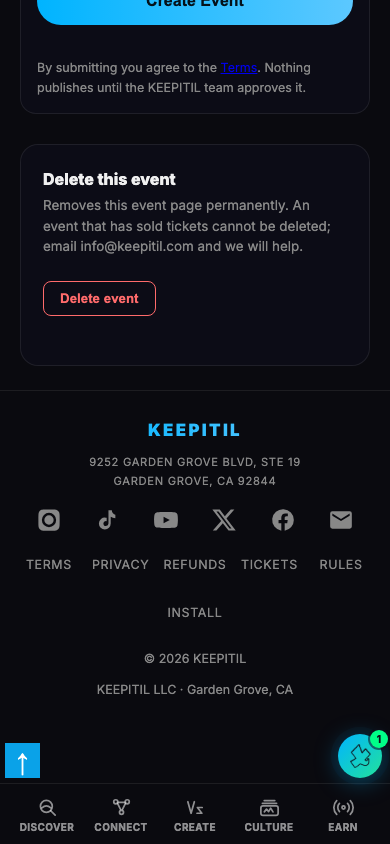 Create Event
By submitting you agree to the Terms. Nothing
publishes until the KEEPITIL team approves it.
Delete this event
Removes this event page permanently. An
event that has sold tickets cannot be deleted;
email info@keepitil.com and we will help.
Delete event
KEEPITIL
9252 GARDEN GROVE BLVD, STE 19
GARDEN GROVE, CA 92844
TERMS PRIVACY REFUNDS TICKETS RULES
INSTALL
© 2026 KEEPITIL
KEEPITIL LLC · Garden Grove, CA
1
DISCOVER CONNECT CREATE CULTURE EARN